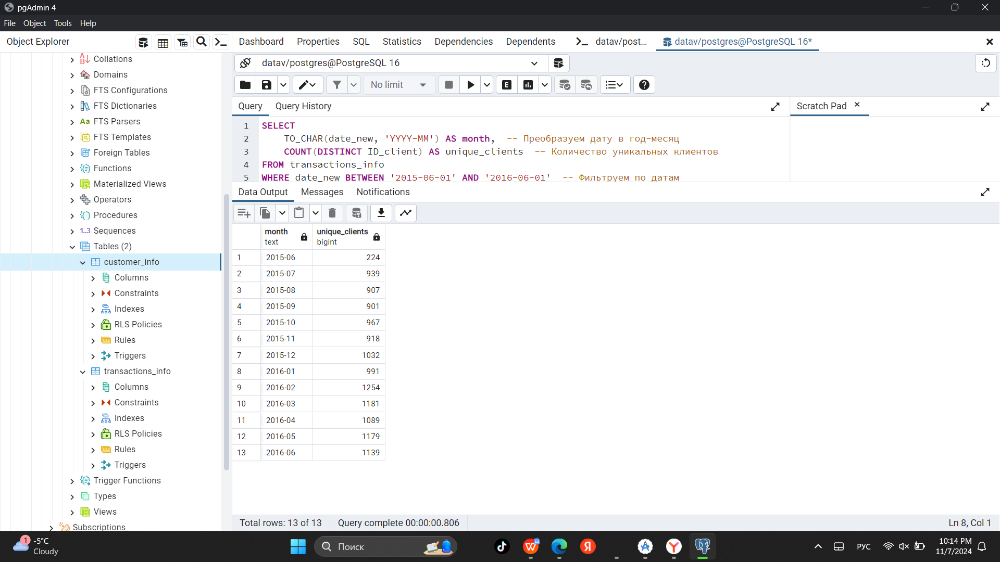 pgAdmin 4
File Object Tools Help
Object Explorer
Dashboard Properties SQL Statistics Dependencies Dependents datav/post... datav/postgres@PostgreSQL 16*
Collations
Domains
FTS Configurations
FTS Dictionaries
Aa FTS Parsers
FTS Templates
Foreign Tables
Functions
Materialized Views
Operators
Procedures
1..3 Sequences
Tables (2)
customer_info
Columns
Constraints
Indexes
RLS Policies
Rules
Triggers
transactions_info
Columns
Constraints
Indexes
RLS Policies
Rules
Triggers
Trigger Functions
Types
Views
Subscriptions
datav/postgres@PostgreSQL 16
No limit
E
Query Query History
Scratch Pad
1 SELECT
2 TO_CHAR(date_new, 'YYYY-MM') AS month, -- Преобразуем дату в год-месяц
3 COUNT(DISTINCT ID_client) AS unique_clients -- Количество уникальных клиентов
4 FROM transactions_info
5 WHERE date_new BETWEEN '2015-06-01' AND '2016-06-01' -- Фильтруем по датам
Data Output Messages Notifications
month unique_clients
text bigint
1 2015-06 224
2 2015-07 939
3 2015-08 907
4 2015-09 901
5 2015-10 967
6 2015-11 918
7 2015-12 1032
8 2016-01 991
9 2016-02 1254
10 2016-03 1181
11 2016-04 1089
12 2016-05 1179
13 2016-06 1139
Total rows: 13 of 13 Query complete 00:00:00.806 Ln 8, Col 1
1
-5°C
Cloudy
Поиск
W
Я
Y
РУС
10:14 PM
11/7/2024